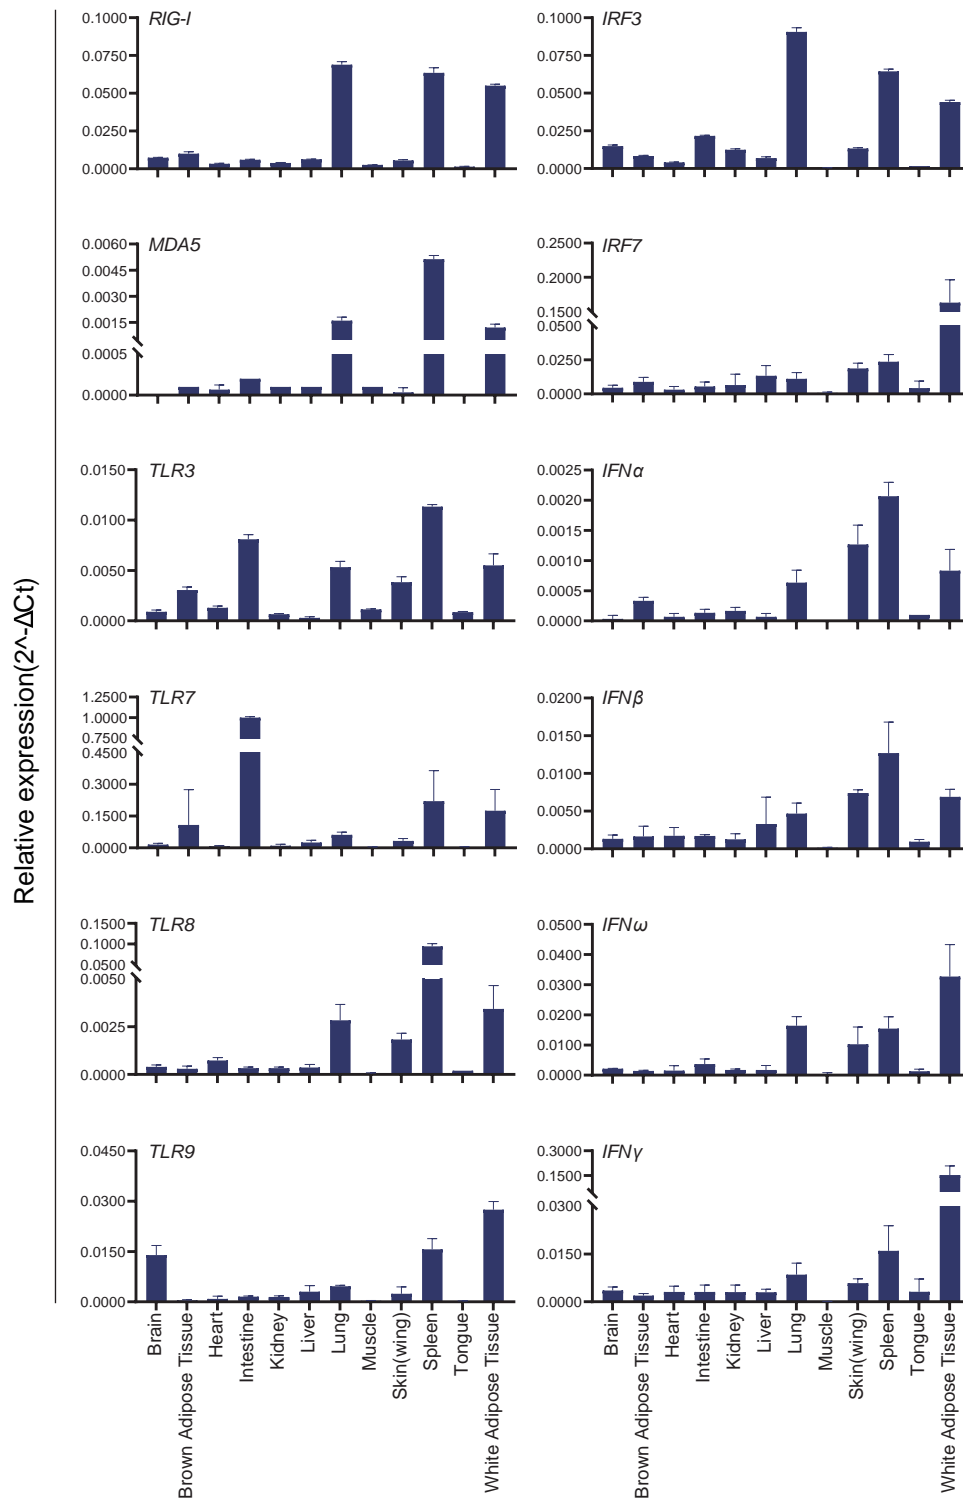 Relative expression(2^-ΔCt)
RIG-I
0.1000
0.0750
0.0500
0.0250
0.0000
MDA5
0.0060
0.0045
0.0030
0.0015
0.0005
0.0000
TLR3
0.0150
0.0100
0.0050
0.0000
TLR7
1.2500
1.0000
0.7500
0.4500
0.3000
0.1500
0.0000
TLR8
0.1500
0.1000
0.0500
0.0050
0.0025
0.0000
TLR9
0.0450
0.0300
0.0150
0.0000
Brain
Brown Adipose Tissue
Heart
Intestine
Kidney
Liver
Lung
Muscle
Skin(wing)
Spleen
Tongue
White Adipose Tissue
IRF3
0.1000
0.0750
0.0500
0.0250
0.0000
IRF7
0.2500
0.2000
0.1500
0.0500
0.0250
0.0000
IFNα
0.0025
0.0020
0.0015
0.0010
0.0005
0.0000
IFNβ
0.0200
0.0150
0.0100
0.0050
0.0000
IFNω
0.0500
0.0400
0.0300
0.0200
0.0100
0.0000
IFNγ
0.3000
0.1500
0.0300
0.0150
0.0000
Brain
Brown Adipose Tissue
Heart
Intestine
Kidney
Liver
Lung
Muscle
Skin(wing)
Spleen
Tongue
White Adipose Tissue